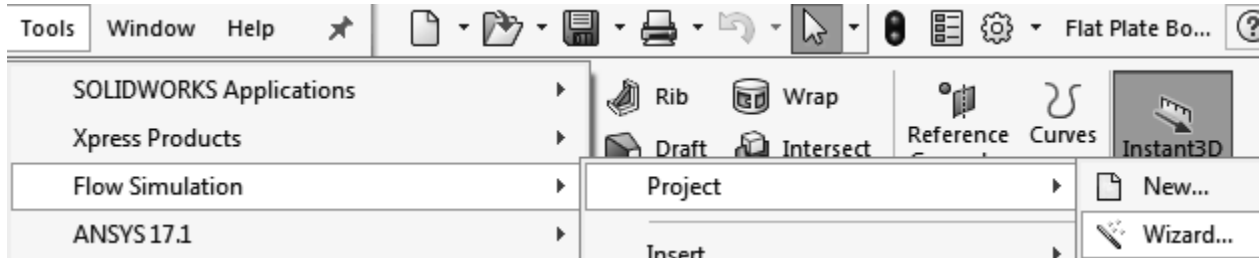 Tools Window Help Flat Plate Bo... ?
SOLIDWORKS Applications Rib Wrap
Xpress Products Draft Intersect Reference Curves Instant3D
Flow Simulation Project New...
ANSYS 17.1 Insert Wizard...